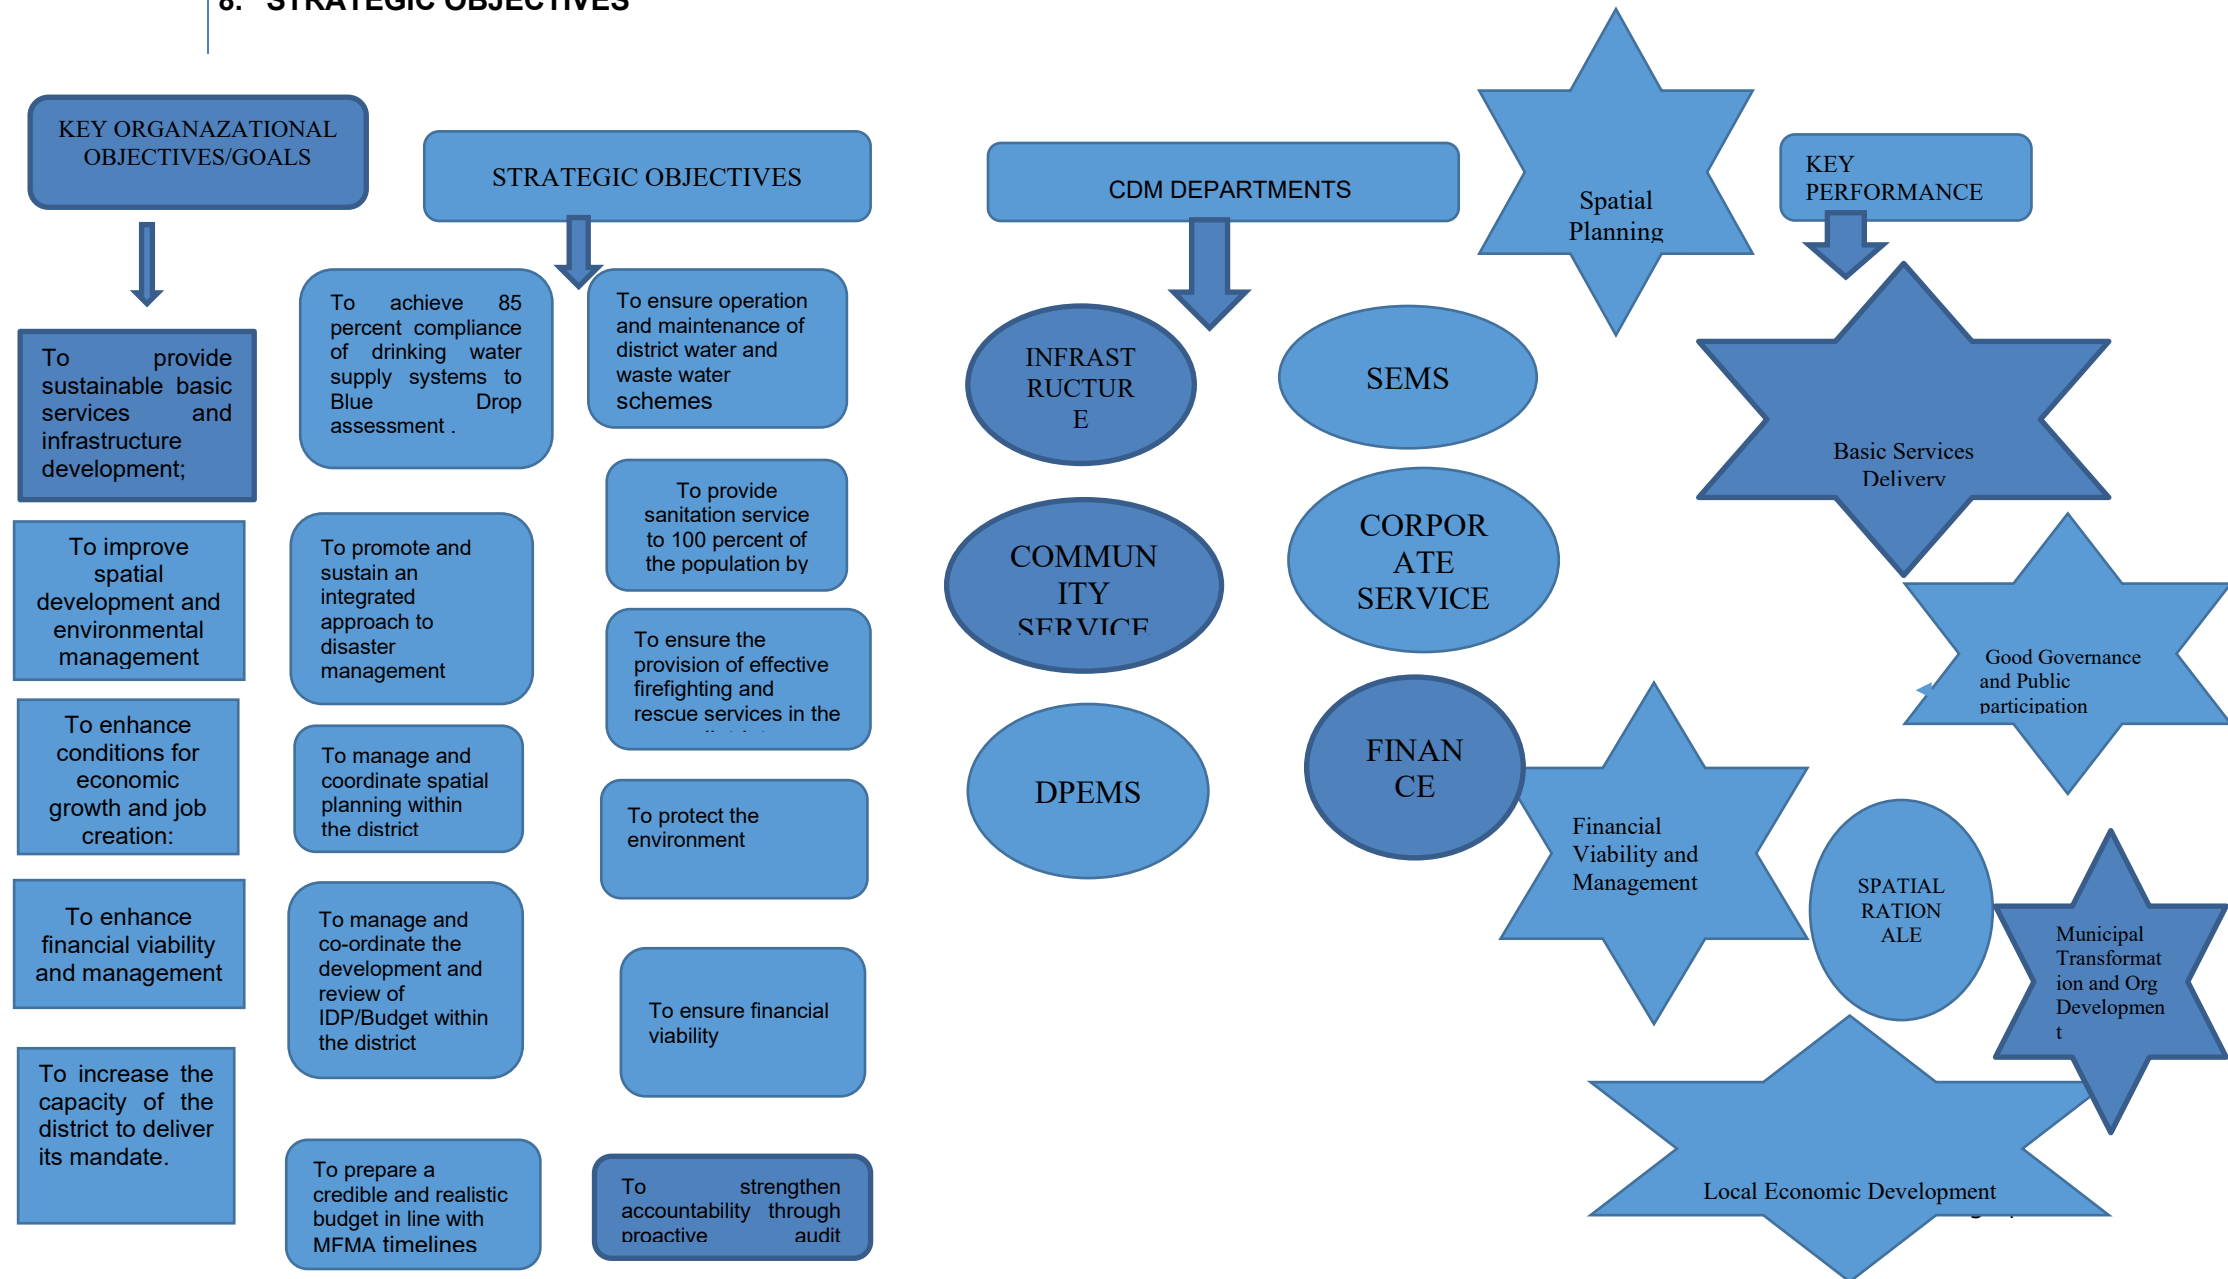 8. STRATEGIC OBJECTIVES
KEY ORGANAZATIONAL
OBJECTIVES/GOALS
To provide
sustainable basic
services and
infrastructure
development;
To improve
spatial
development and
environmental
management
To enhance
conditions for
economic
growth and job
creation:
To enhance
financial viability
and management
To increase the
capacity of the
district to deliver
its mandate.
STRATEGIC OBJECTIVES
To achieve 85
percent compliance
of drinking water
supply systems to
Blue Drop
assessment .
To ensure operation
and maintenance of
district water and
waste water
schemes
To provide
sanitation service
to 100 percent of
the population by
To promote and
sustain an
integrated
approach to
disaster
management
To ensure the
provision of effective
firefighting and
rescue services in the
To manage and
coordinate spatial
planning within
the district
To protect the
environment
To manage and
co-ordinate the
development and
review of
IDP/Budget within
the district
To ensure financial
viability
To prepare a
credible and realistic
budget in line with
MFMA timelines
To strengthen
accountability through
proactive audit
CDM DEPARTMENTS
INFRAST
RUCTUR
E
SEMS
COMMUN
ITY
SERVICE
CORPOR
ATE
SERVICE
DPEMS
FINAN
CE
KEY
PERFORMANCE
Spatial
Planning
Basic Services
Delivery
Good Governance
and Public
participation
Financial
Viability and
Management
SPATIAL
RATION
ALE
Municipal
Transformat
ion and Org
Developmen
t
Local Economic Development